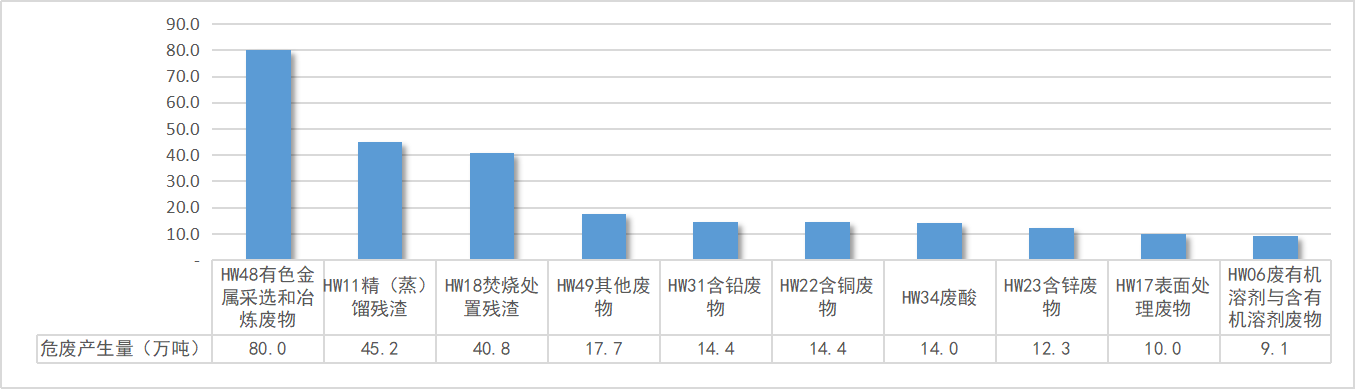 90.0
80.0
70.0
60.0
50.0
40.0
30.0
20.0
10.0
-
HW48有色金
属采选和冶
炼废物
HW11精（蒸）
馏残渣
HW18焚烧处
置残渣
HW49其他废
物
HW31含铅废
物
HW22含铜废
物
HW34废酸
HW23含锌废
物
HW17表面处
理废物
HW06废有机
溶剂与含有
机溶剂废物
危废产生量（万吨） 80.0 45.2 40.8 17.7 14.4 14.4 14.0 12.3 10.0 9.1